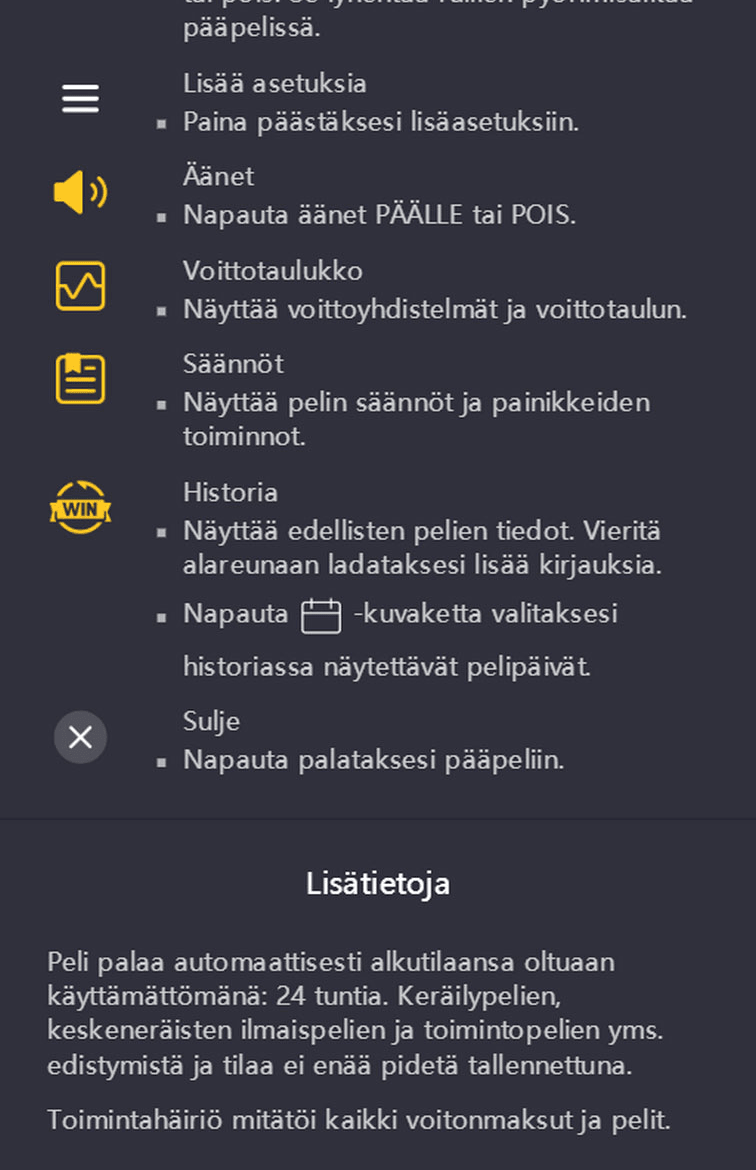 pääpelissä.
Lisää asetuksia
▪ Paina päästäksesi lisäasetuksiin.
Äänet
▪ Napauta äänet PÄÄLLE tai POIS.
Voittotaulukko
▪ Näyttää voittoyhdistelmät ja voittotaulun.
Säännöt
▪ Näyttää pelin säännöt ja painikkeiden
toiminnot.
WIN
Historia
▪ Näyttää edellisten pelien tiedot. Vieritä
alareunaan ladataksesi lisää kirjauksia.
▪ Napauta -kuvaketta valitaksesi
historiassa näytettävät pelipäivät.
Sulje
▪ Napauta palataksesi pääpeliin.
Lisätietoja
Peli palaa automaattisesti alkutilaansa oltuaan
käyttämättömänä: 24 tuntia. Keräilypelien,
keskeneräisten ilmaispelien ja toimintopelien yms.
edistymistä ja tilaa ei enää pidetä tallennettuna.
Toimintahäiriö mitätöi kaikki voitonmaksut ja pelit.